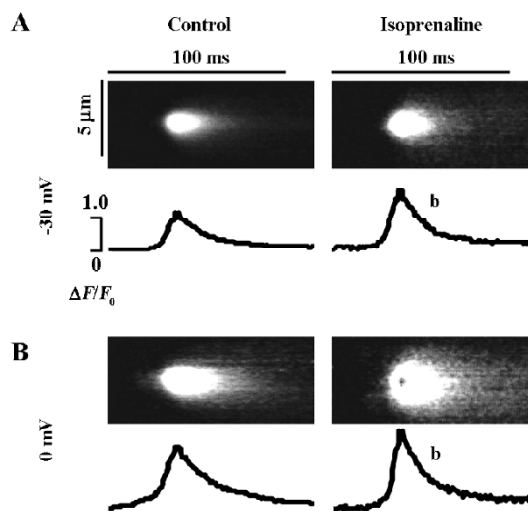 A
Control
Isoprenaline
100 ms
100 ms
5 μm
-30 mV
1.0
0
ΔF/F₀
b
B
0 mV
b